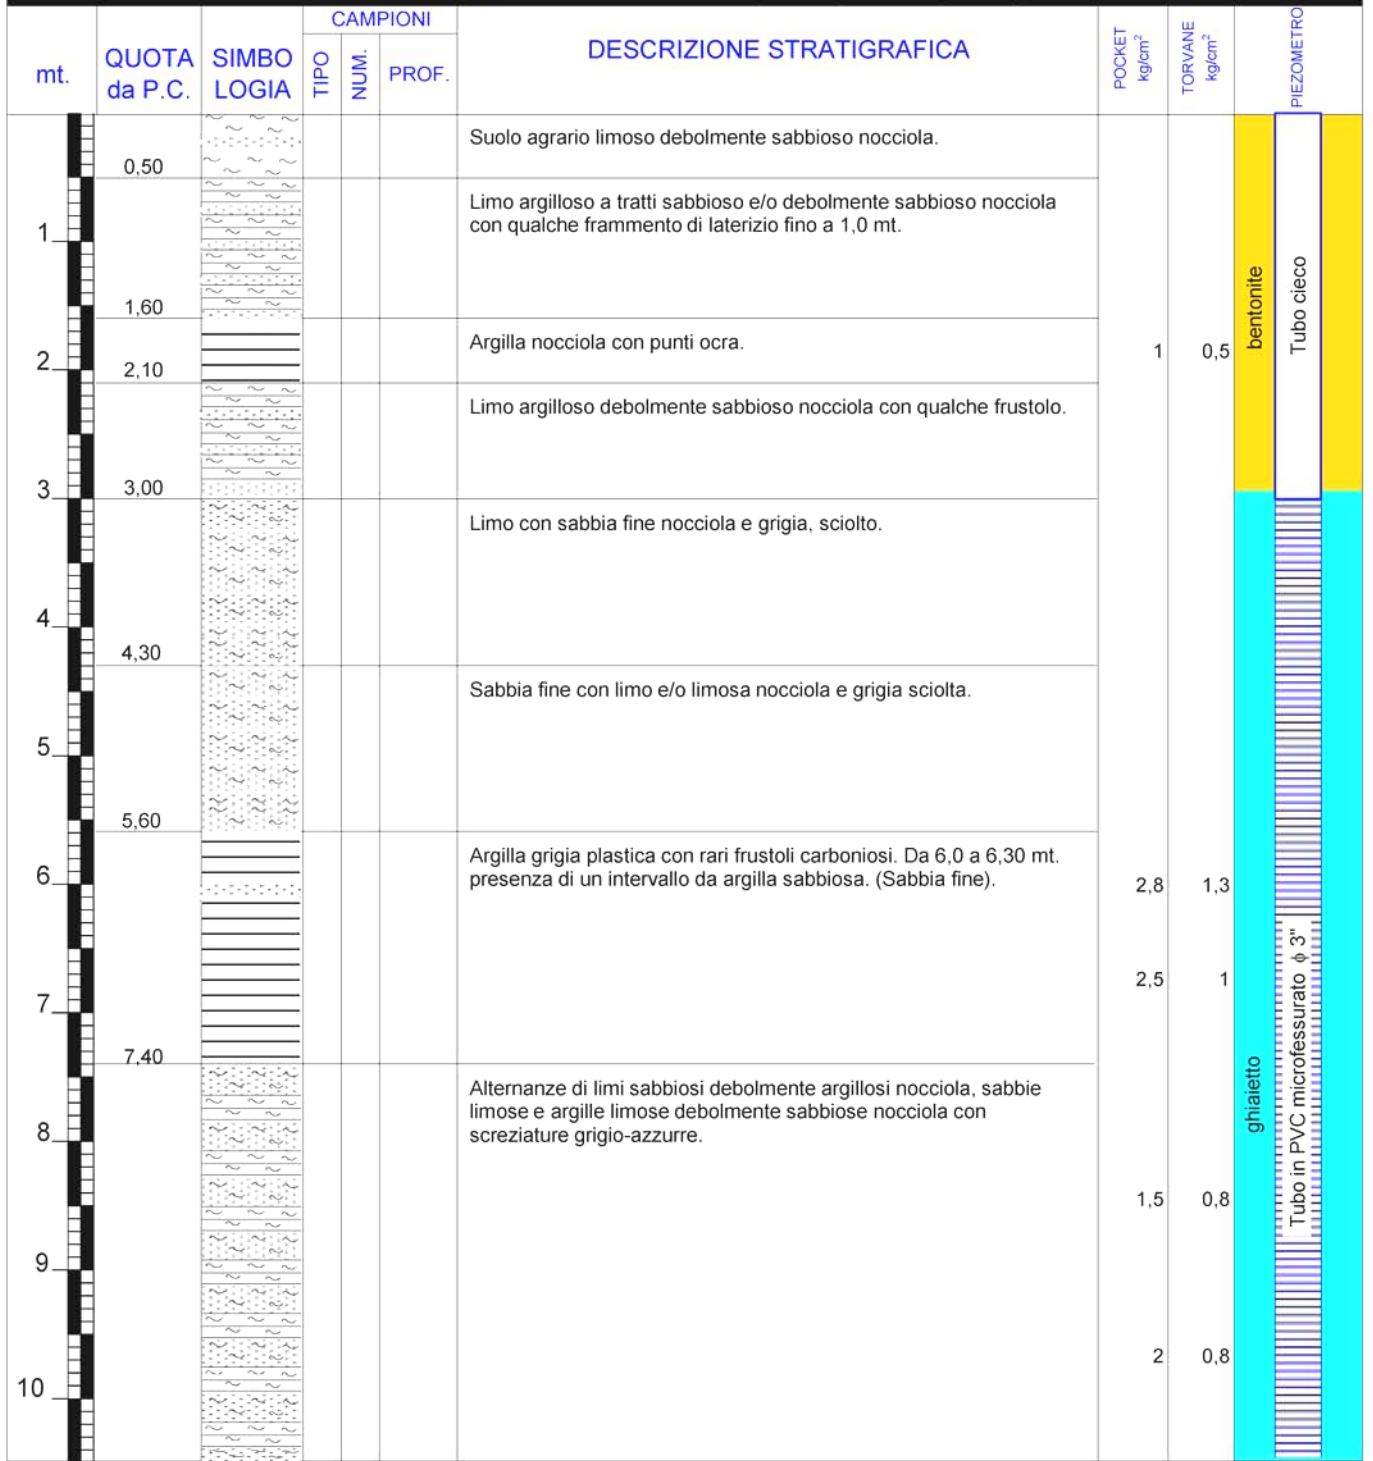 mt.
QUOTA
da P.C.
SIMBO
LOGIA
CAMPIONI
TIPO
NUM.
PROF.
DESCRIZIONE STRATIGRAFICA
POCKET
kg/cm²
TORVANE
kg/cm²
PIEZOMETRO
Suolo agrario limoso debolmente sabbioso nocciola.
0,50
Limo argilloso a tratti sabbioso e/o debolmente sabbioso nocciola
con qualche frammento di laterizio fino a 1,0 mt.
1
1,60
Argilla nocciola con punti ocra.
1
0,5
2
2,10
Limo argilloso debolmente sabbioso nocciola con qualche frustolo.
bentonite
Tubo cieco
3
3,00
Limo con sabbia fine nocciola e grigia, sciolto.
4
4,30
Sabbia fine con limo e/o limosa nocciola e grigia sciolta.
5
5,60
Argilla grigia plastica con rari frustoli carboniosi. Da 6,0 a 6,30 mt.
presenza di un intervallo da argilla sabbiosa. (Sabbia fine).
6
2,8
1,3
2,5
1
7
7,40
Alternanze di limi sabbiosi debolmente argillosi nocciola, sabbie
limose e argille limose debolmente sabbiose nocciola con
screziature grigio-azzurre.
8
ghiaietto
Tubo in PVC microfessurato ϕ 3"
1,5
0,8
9
2
0,8
10